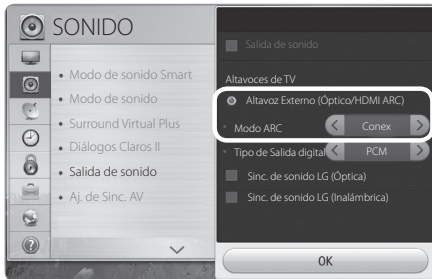 SONIDO
Modo de sonido Smart
Modo de sonido
Surround Virtual Plus
Diálogos Claros II
Salida de sonido
Aj. de Sinc. AV
Salida de sonido
Altavoces de TV
Altavoz Externo (Óptico/HDMI ARC)
Modo ARC < Conex >
Tipo de Salida digital < PCM >
Sinc. de sonido LG (Óptica)
Sinc. de sonido LG (Inalámbrica)
OK